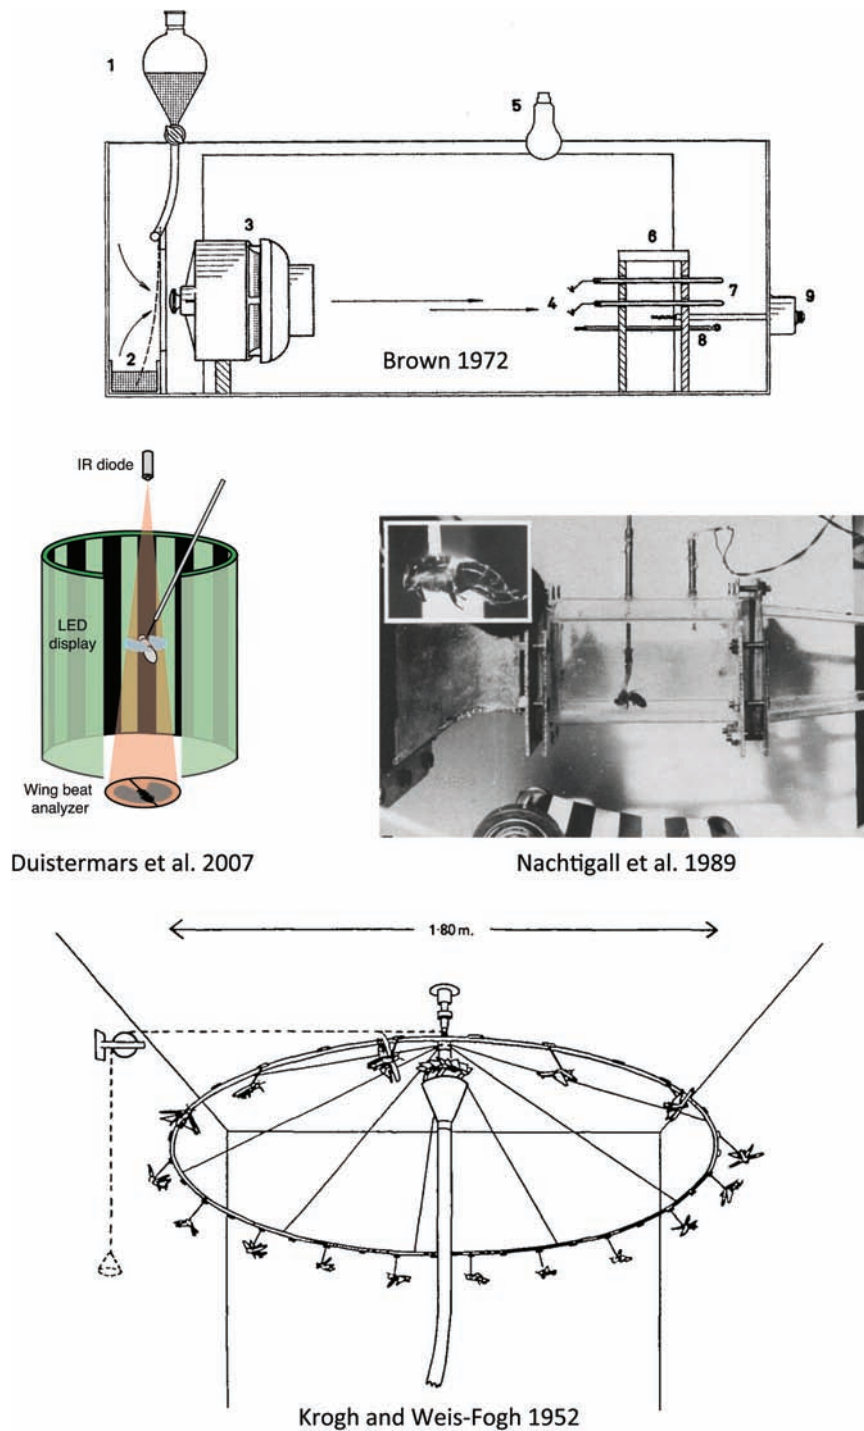 1
5
3
6
4
7
9
8
2
Brown 1972
IR diode
LED
display
Wing beat
analyzer
Duistermars et al. 2007
Nachtigall et al. 1989
1·80 m.
Krogh and Weis-Fogh 1952